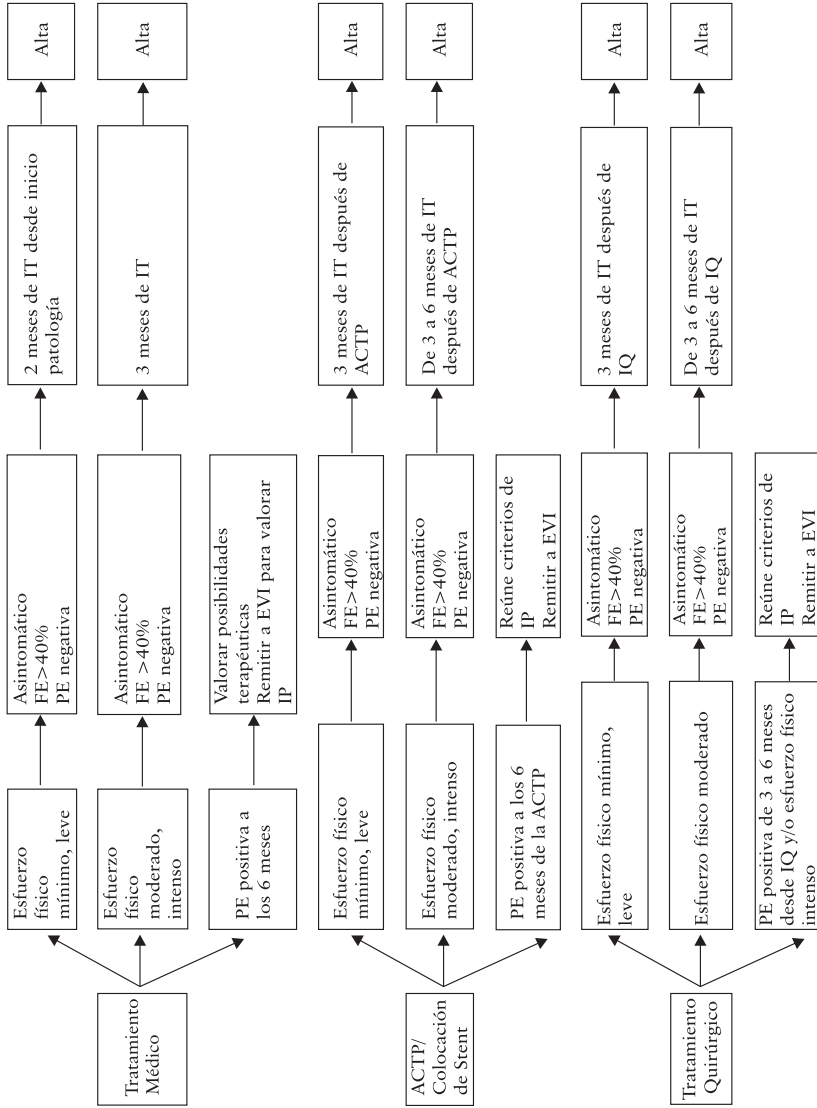 Tratamiento
Médico
Esfuerzo
físico
mínimo, leve
Asintomático
FE>40%
PE negativa
2 meses de IT desde inicio
patología
Alta
Esfuerzo
físico
moderado,
intenso
Asintomático
FE >40%
PE negativa
3 meses de IT
Alta
PE positiva a
los 6 meses
Valorar posibilidades
terapéuticas
Remitir a EVI para valorar
IP
ACTP/
Colocación
de Stent
Esfuerzo físico
mínimo, leve
Asintomático
FE>40%
PE negativa
3 meses de IT después de
ACTP
Alta
Esfuerzo físico
moderado, intenso
Asintomático
FE>40%
PE negativa
De 3 a 6 meses de IT
después de ACTP
Alta
PE positiva a los 6
meses de la ACTP
Reúne criterios de
IP
Remitir a EVI
Tratamiento
Quirúrgico
Esfuerzo físico mínimo,
leve
Asintomático
FE>40%
PE negativa
3 meses de IT después de
IQ
Alta
Esfuerzo físico moderado
Asintomático
FE>40%
PE negativa
De 3 a 6 meses de IT
después de IQ
Alta
PE positiva de 3 a 6 meses
desde IQ y/o esfuerzo físico
intenso
Reúne criterios de
IP
Remitir a EVI